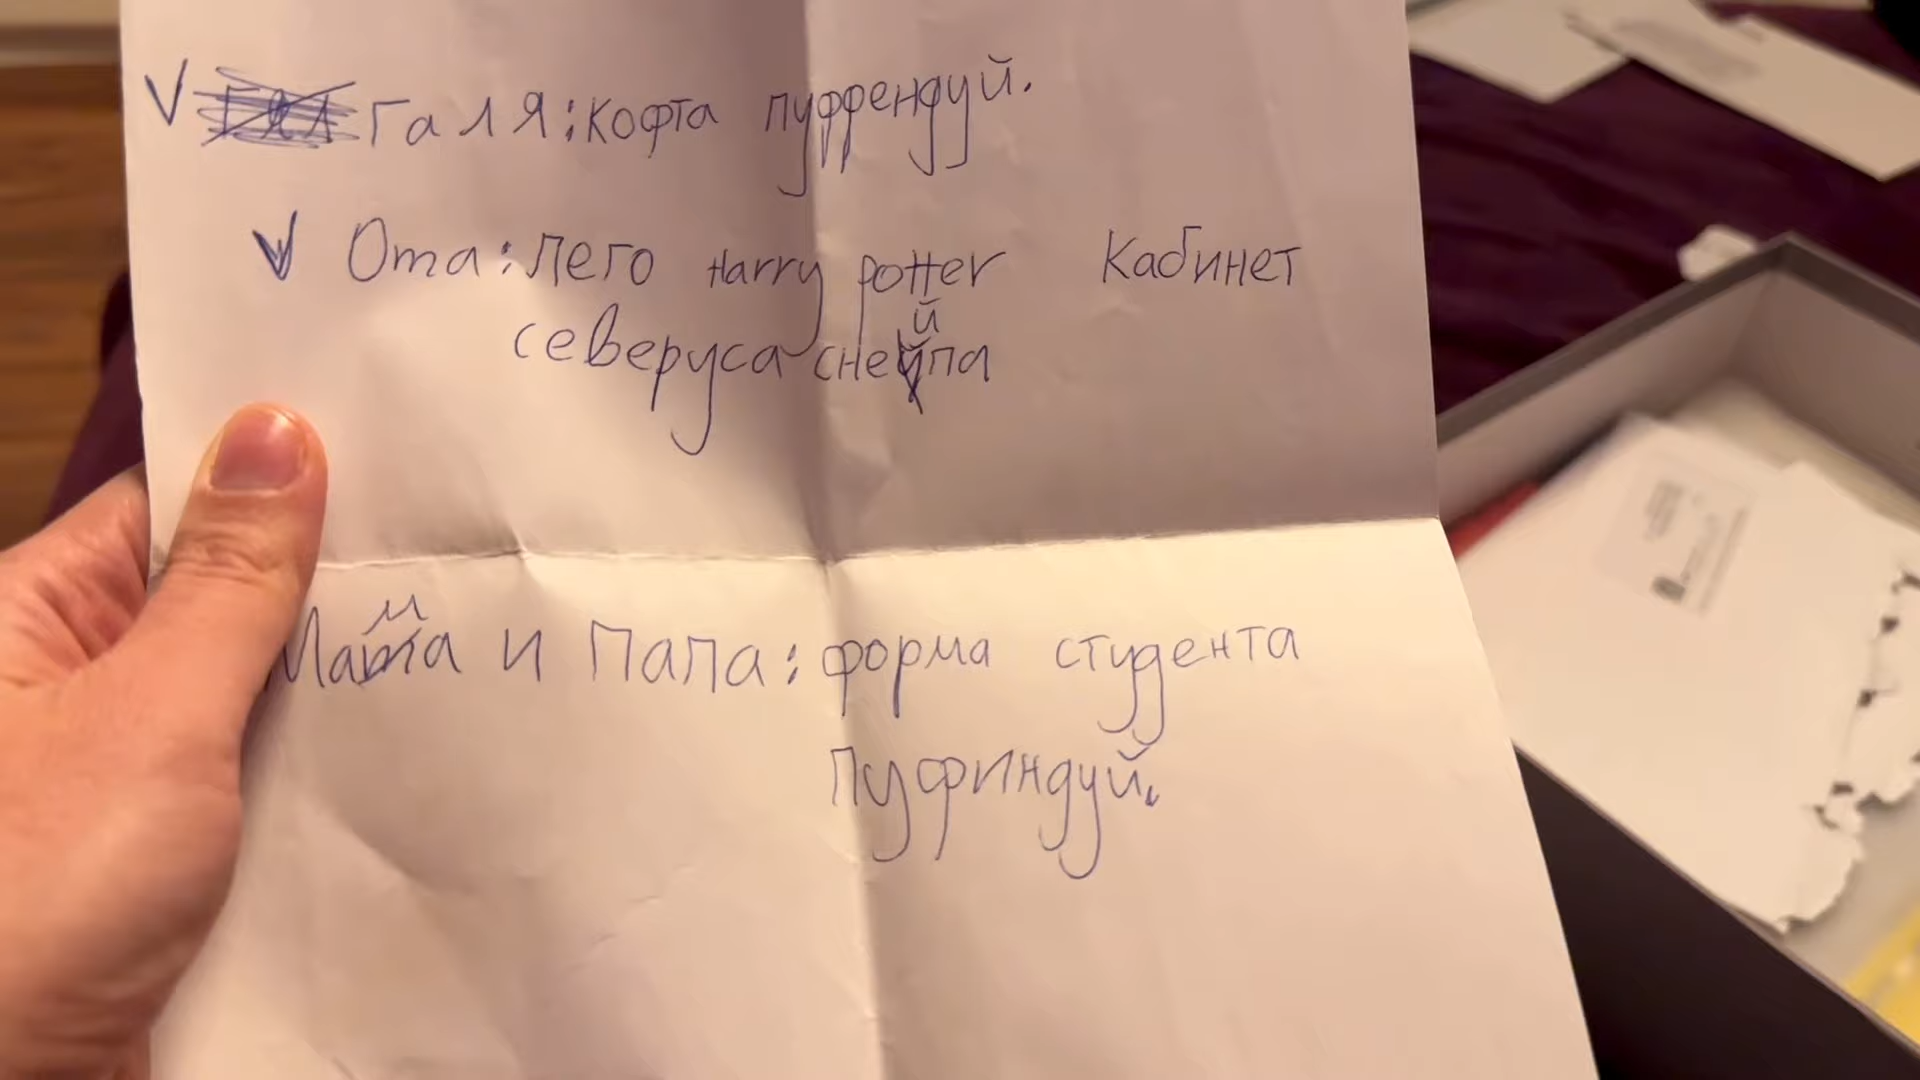 V Галя: кофта пуффендуй.
V Ота: лего Harry Potter Кабинет
северуса снейпа
Мама и Папа: форма студента
Пуфиндуй.